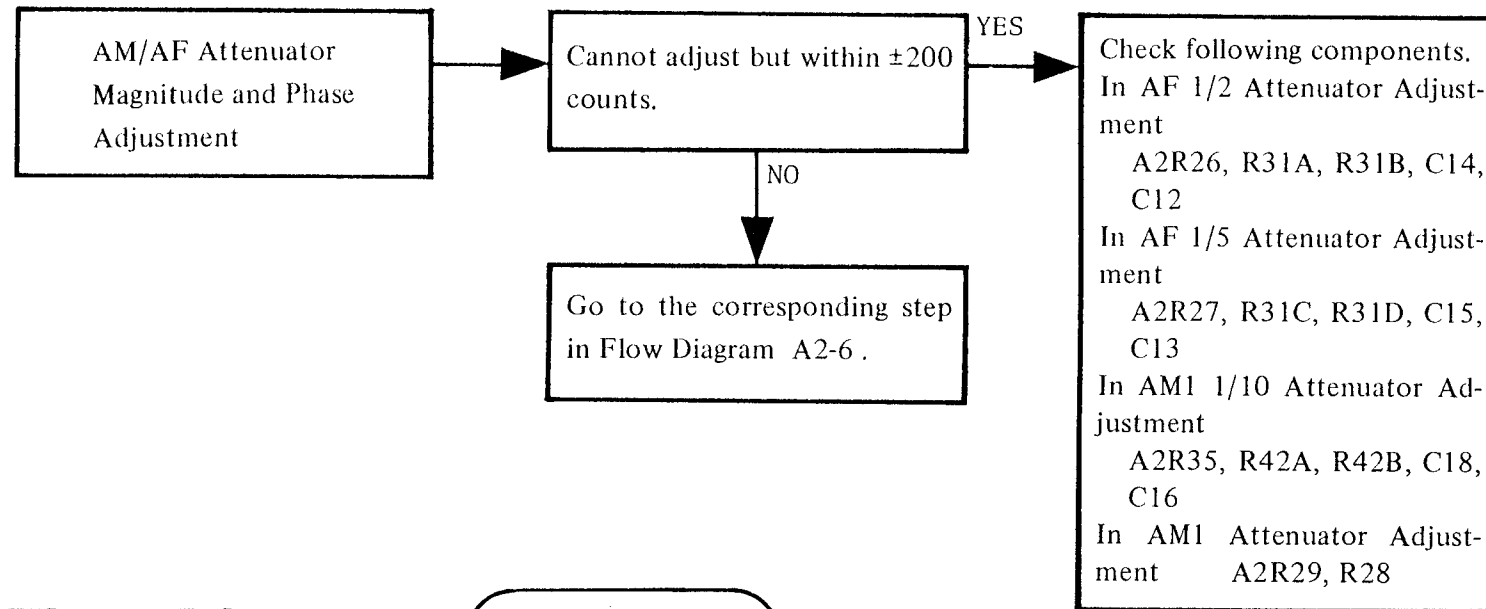 AM/AF Attenuator
Magnitude and Phase
Adjustment
Cannot adjust but within ±200
counts.
YES
NO
Go to the corresponding step
in Flow Diagram A2-6 .
Check following components.
In AF 1/2 Attenuator Adjust-
ment
A2R26, R31A, R31B, C14,
C12
In AF 1/5 Attenuator Adjust-
ment
A2R27, R31C, R31D, C15,
C13
In AM1 1/10 Attenuator Ad-
justment
A2R35, R42A, R42B, C18,
C16
In AM1 Attenuator Adjust-
ment A2R29, R28